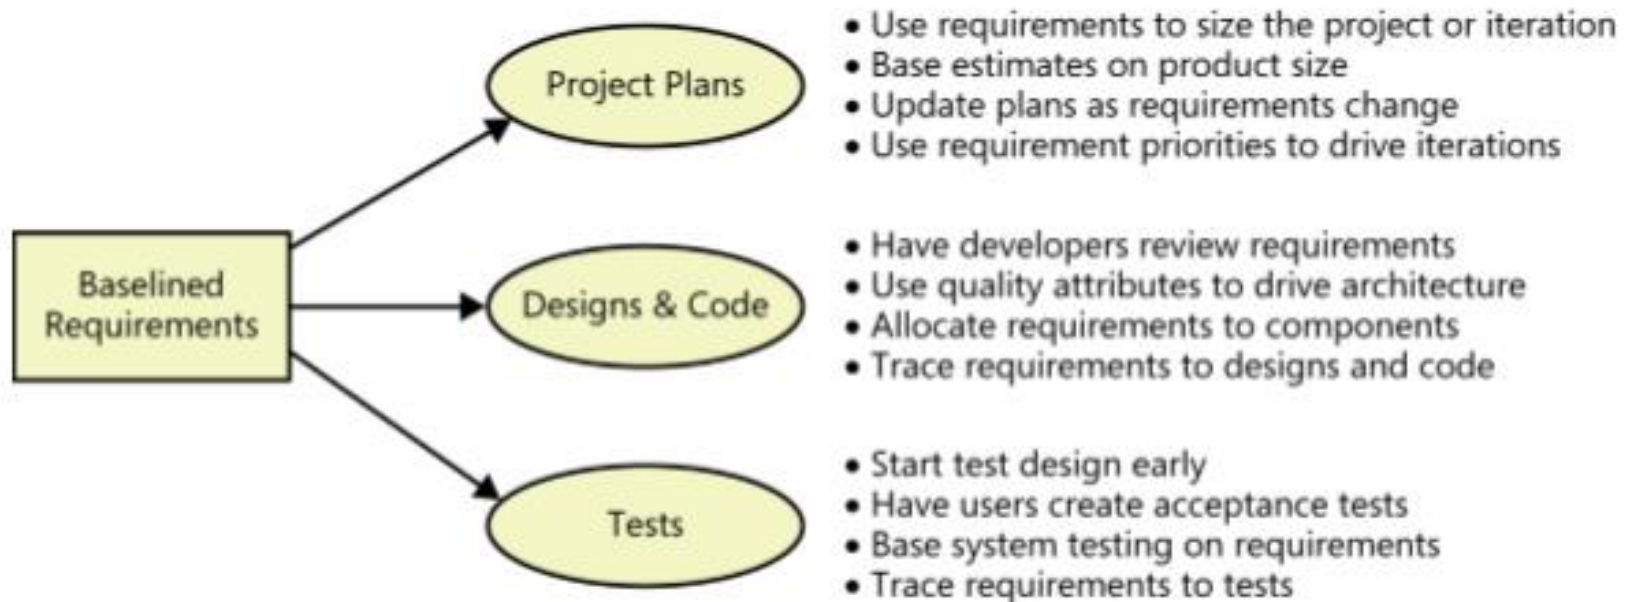 Project Plans
• Use requirements to size the project or iteration
• Base estimates on product size
• Update plans as requirements change
• Use requirement priorities to drive iterations
Baselined
Requirements
Designs & Code
• Have developers review requirements
• Use quality attributes to drive architecture
• Allocate requirements to components
• Trace requirements to designs and code
Tests
• Start test design early
• Have users create acceptance tests
• Base system testing on requirements
• Trace requirements to tests